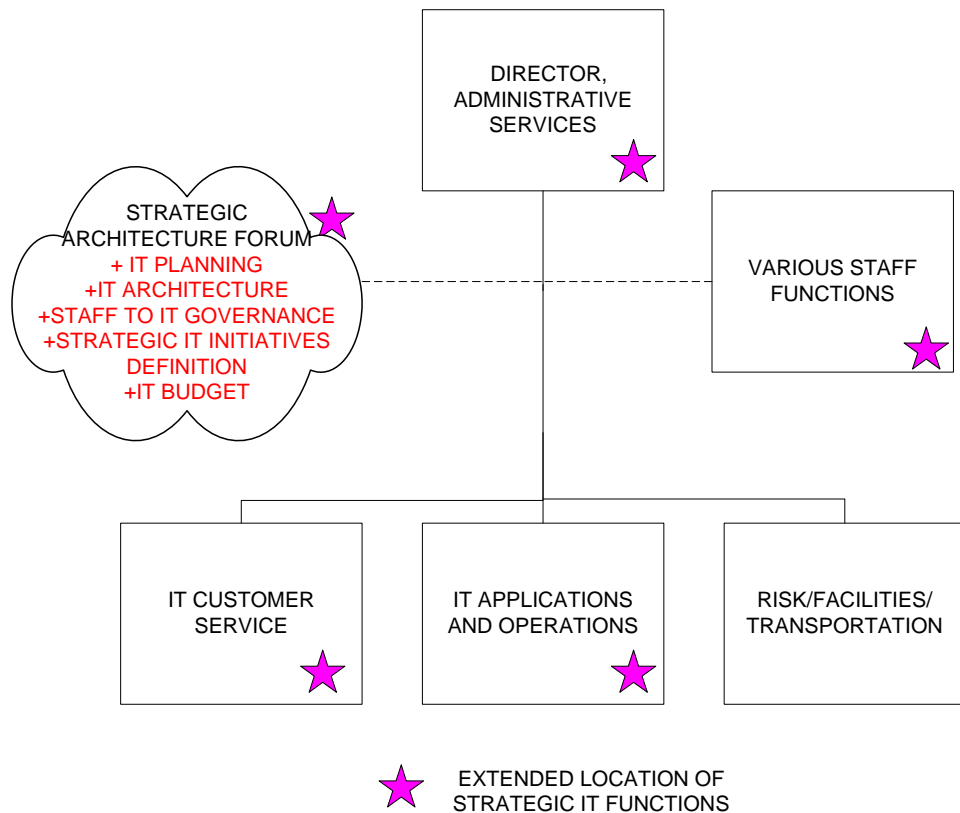 DIRECTOR,
ADMINISTRATIVE
SERVICES
STRATEGIC
ARCHITECTURE FORUM
+ IT PLANNING
+IT ARCHITECTURE
+STAFF TO IT GOVERNANCE
+STRATEGIC IT INITIATIVES
DEFINITION
+IT BUDGET
VARIOUS STAFF
FUNCTIONS
IT CUSTOMER
SERVICE
IT APPLICATIONS
AND OPERATIONS
RISK/FACILITIES/
TRANSPORTATION
EXTENDED LOCATION OF
STRATEGIC IT FUNCTIONS